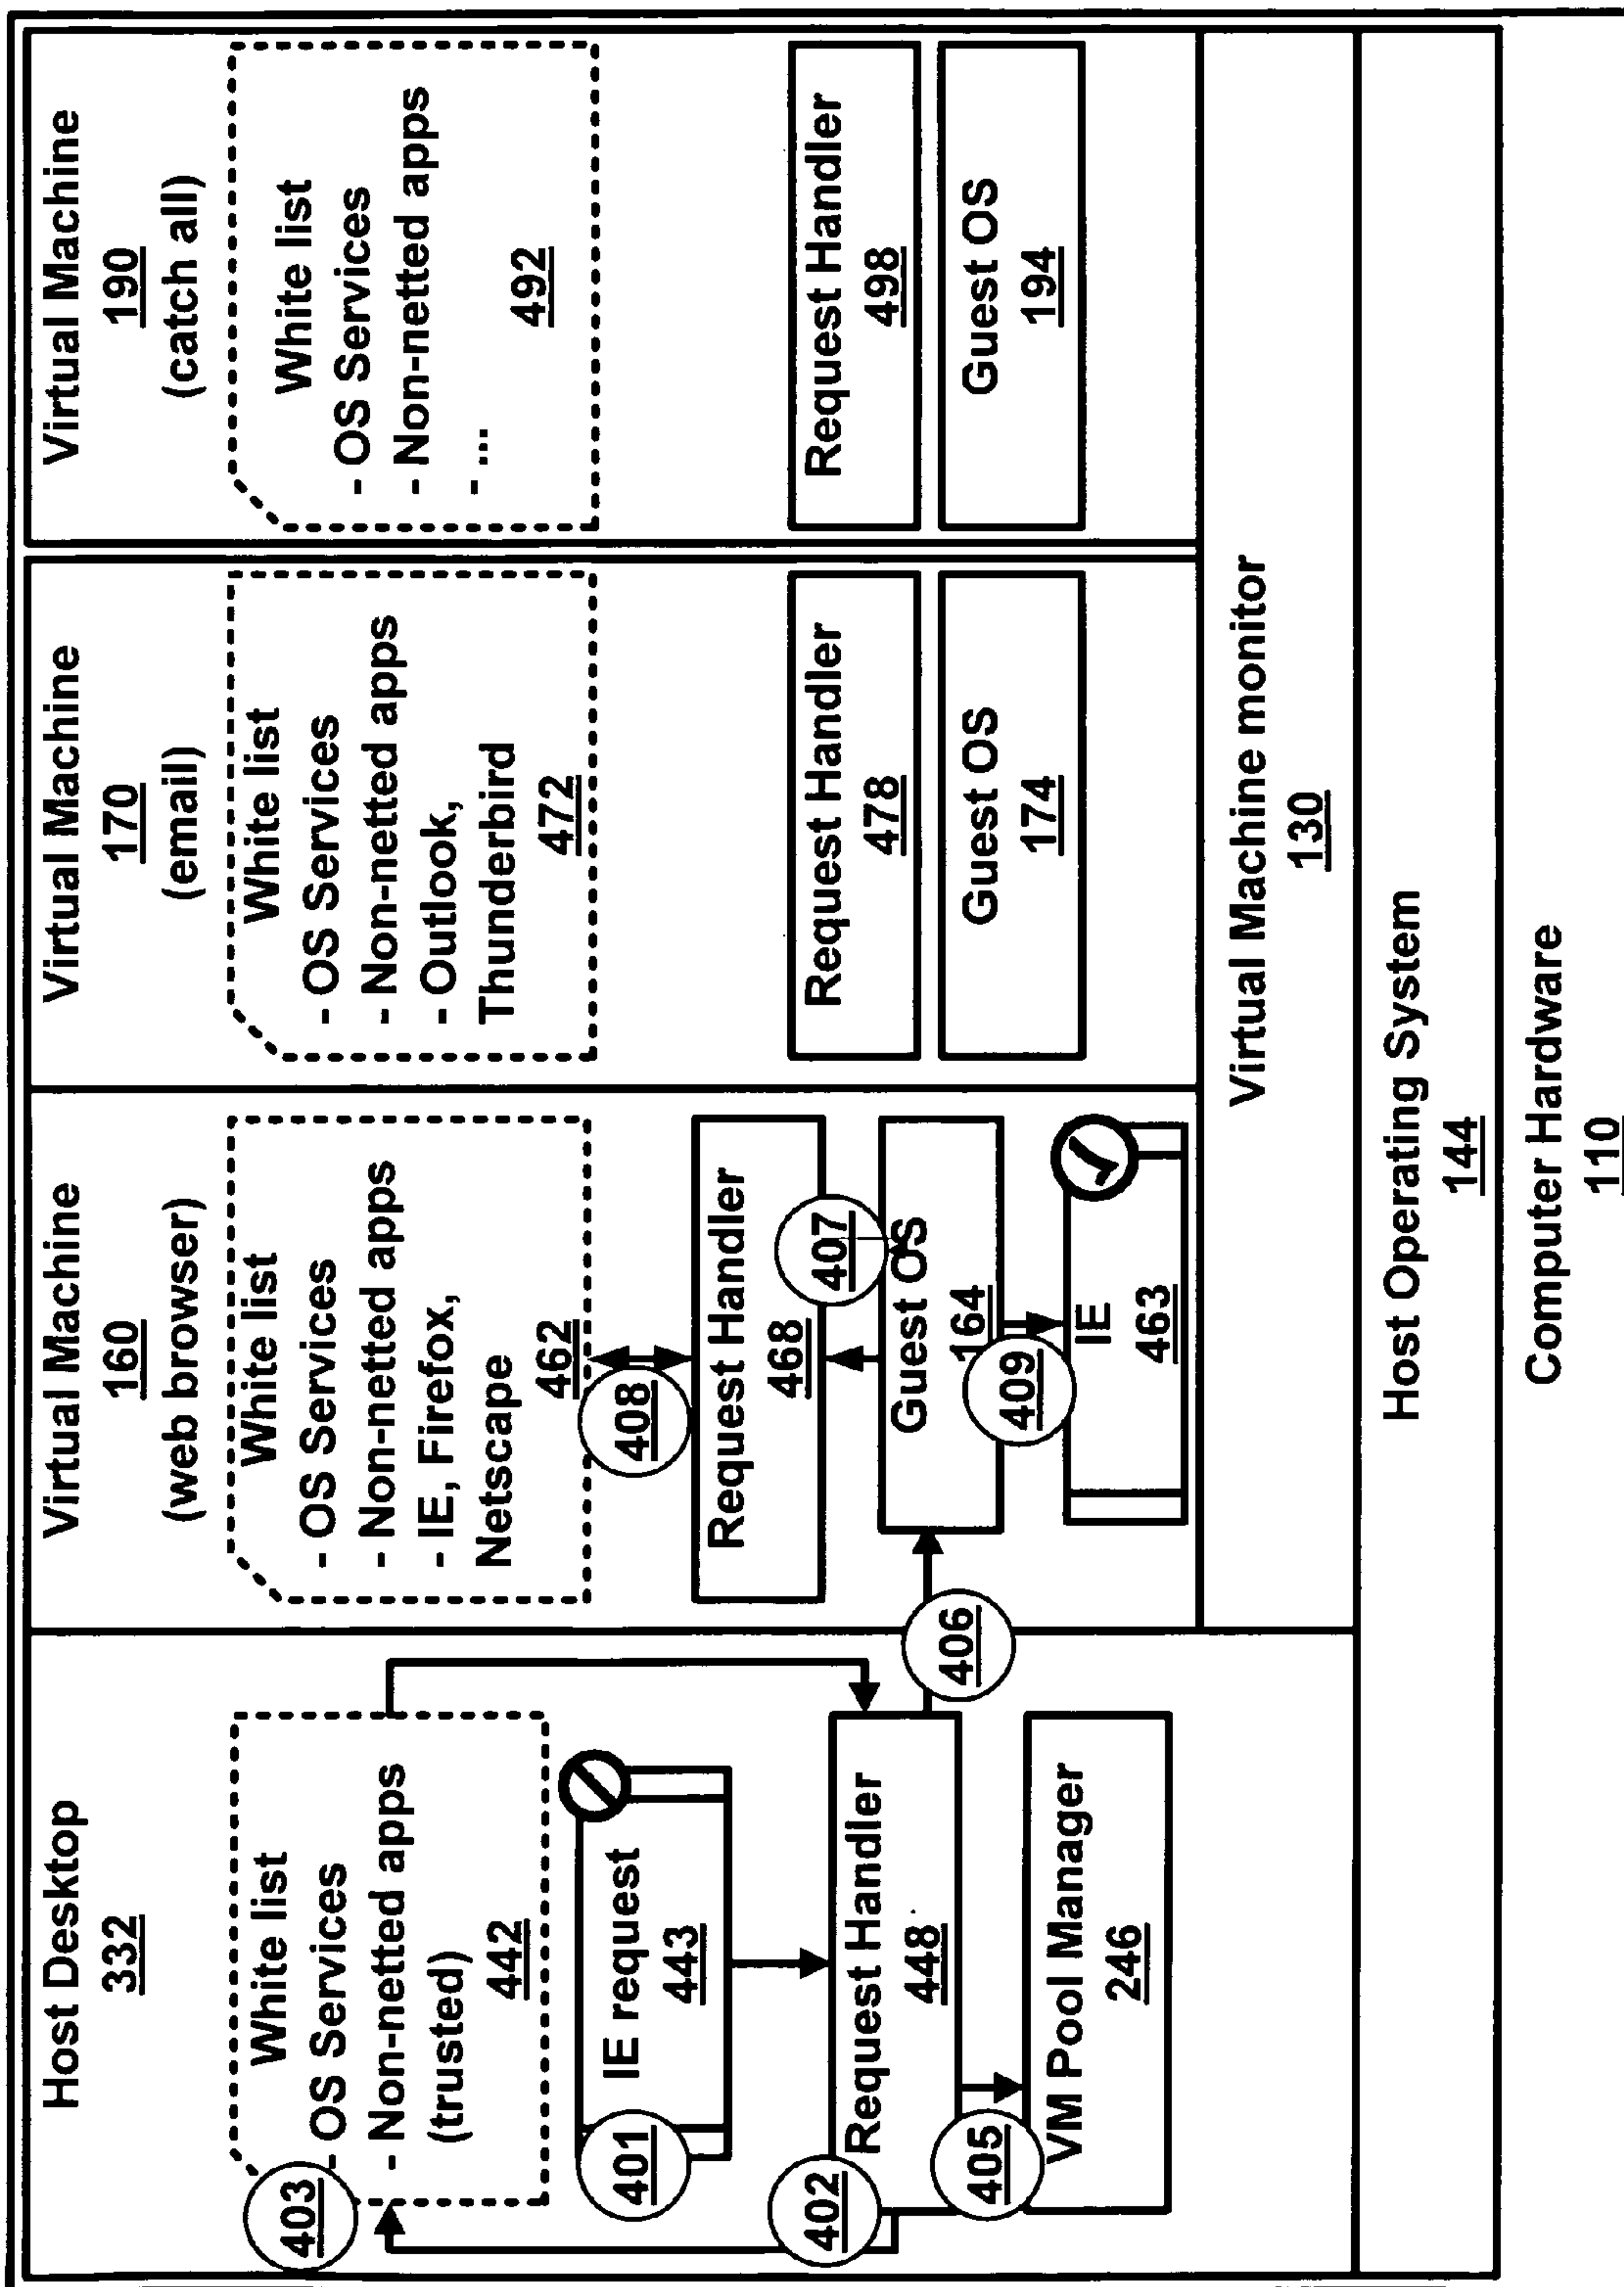 Host Desktop
332
White list
- OS Services
- Non-netted apps
(trusted)
442
403
IE request
443
401
Request Handler
448
402
405
VM Pool Manager
246
406
Virtual Machine
160
(web browser)
White list
- OS Services
- Non-netted apps
- IE, Firefox,
Netscape
462
408
Request Handler
468
407
Guest OS
164
409
IE
463
Virtual Machine
170
(email)
White list
- OS Services
- Non-netted apps
- Outlook,
Thunderbird
472
Request Handler
478
Guest OS
174
Virtual Machine
190
(catch all)
White list
- OS Services
- Non-netted apps
- ...
492
Request Handler
498
Guest OS
194
Virtual Machine monitor
130
Host Operating System
144
Computer Hardware
110